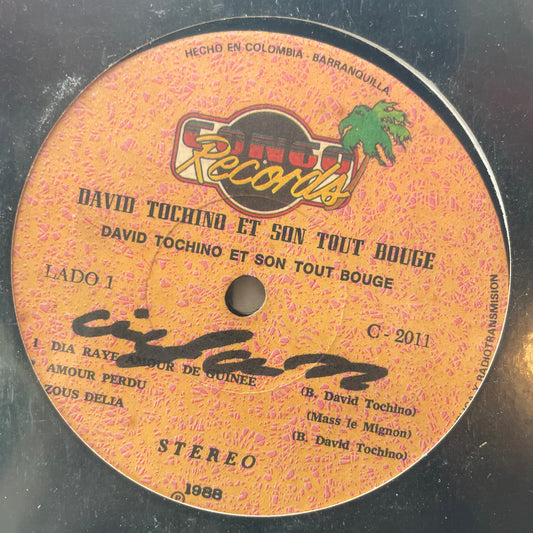 HECHO EN COLOMBIA - BARRANQUILLA
CONGO
Records
DAVID TOCHINO ET SON TOUT BOUGE
DAVID TOCHINO ET SON TOUT BOUGE
LADO 1
C - 2011
1 DIA RAYE AMOUR DE GUINEE (B. David Tochino)
AMOUR PERDU (Mass le Mignon)
ZOUS DELIA (B. David Tochino)
STEREO
℗ 1988
Y RADIOTRANSMISION